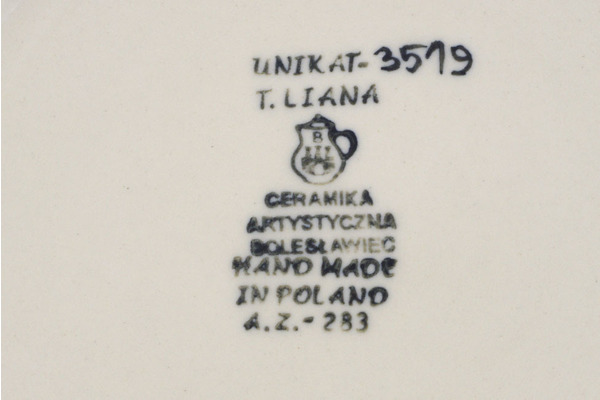 UNIKAT-3519
T. LIANA
B
CERAMIKA
ARTYSTYCZNA
BOLESŁAWIEC
HAND MADE
IN POLAND
A.Z.-283